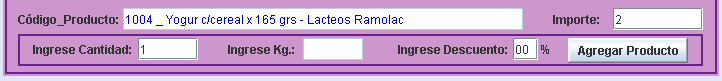 Código_Producto: 1004 _ Yogur c/cereal x 165 grs - Lacteos Ramolac Importe: 2
Ingrese Cantidad: 1 Ingrese Kg.: Ingrese Descuento: 00 % Agregar Producto